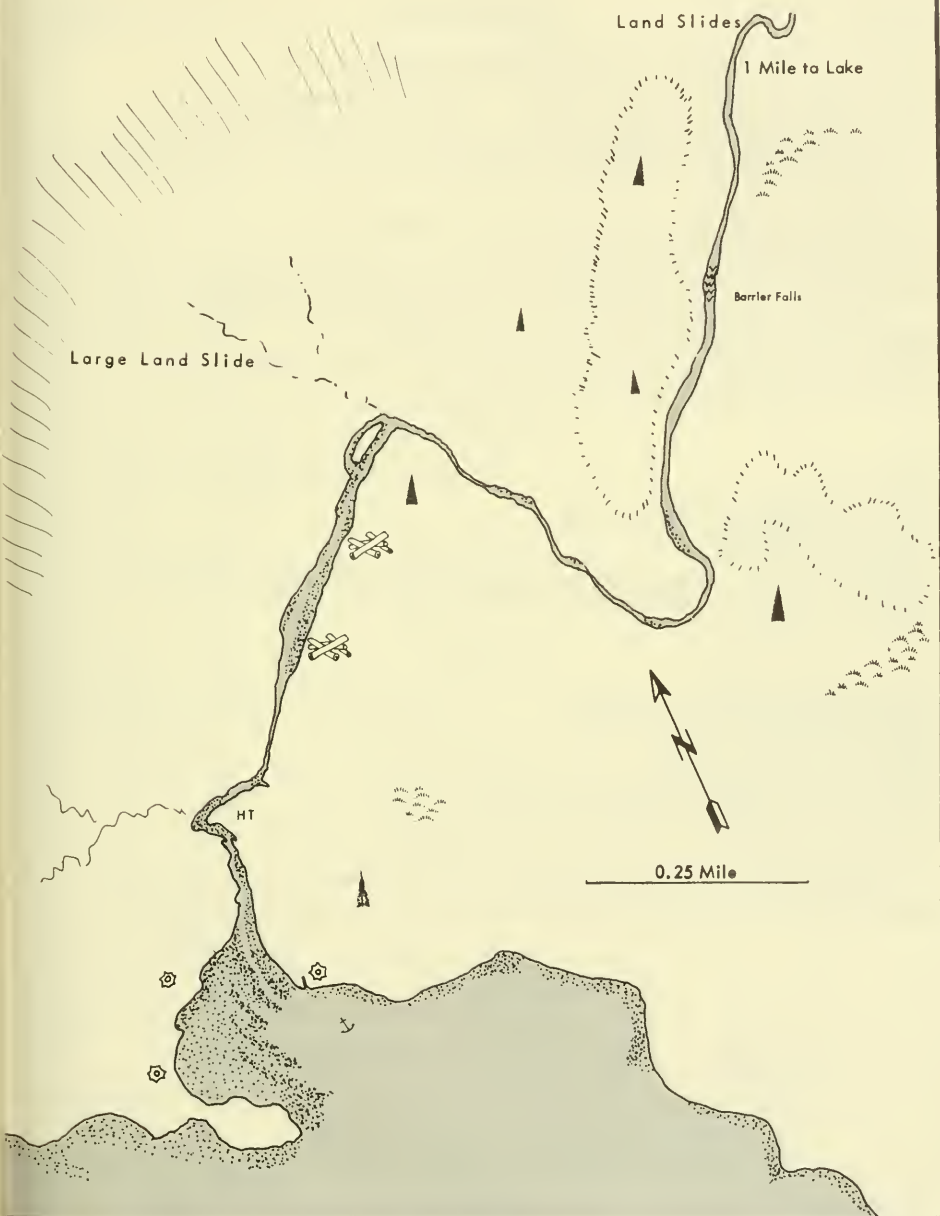 Land Slides
1 Mile to Lake
Barrier Falls
Large Land Slide
N
HT
0.25 Mile